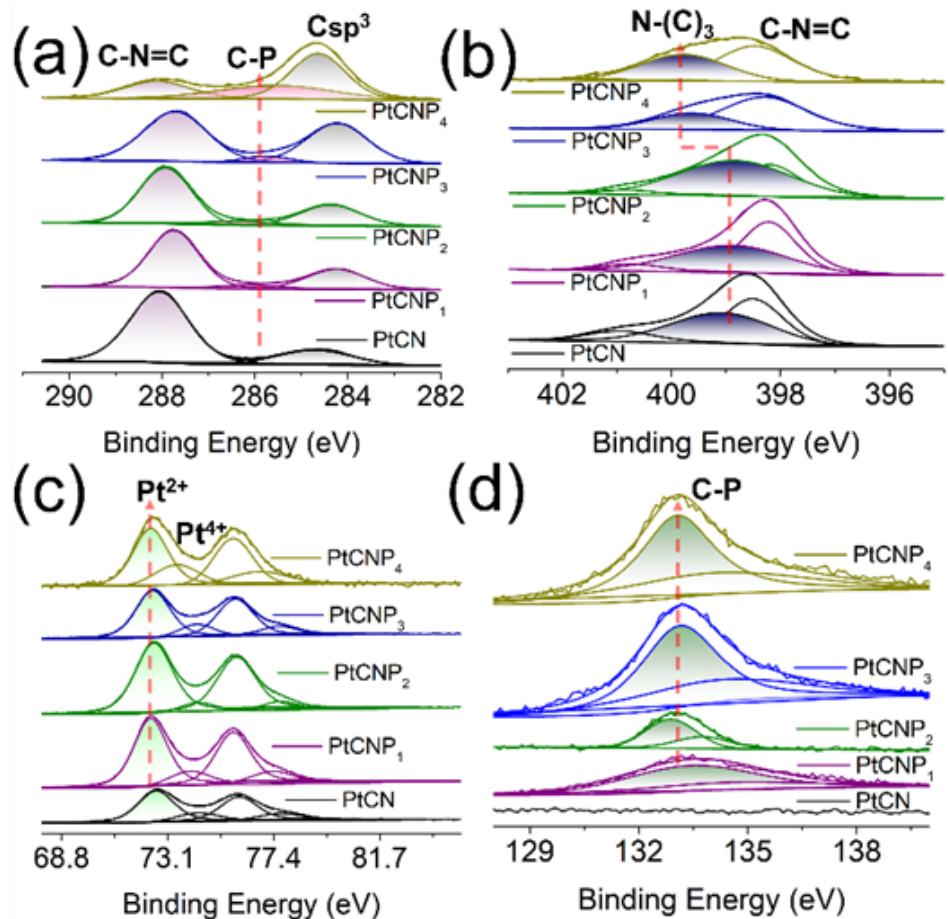 (a)
C-N=C
C-P
Csp³
PtCNP₄
PtCNP₃
PtCNP₂
PtCNP₁
PtCN
290 288 286 284 282
Binding Energy (eV)
(b)
N-(C)₃
C-N=C
PtCNP₄
PtCNP₃
PtCNP₂
PtCNP₁
PtCN
402 400 398 396
Binding Energy (eV)
(c)
Pt²⁺
Pt⁴⁺
PtCNP₄
PtCNP₃
PtCNP₂
PtCNP₁
PtCN
68.8 73.1 77.4 81.7
Binding Energy (eV)
(d)
C-P
PtCNP₄
PtCNP₃
PtCNP₂
PtCNP₁
PtCN
129 132 135 138
Binding Energy (eV)